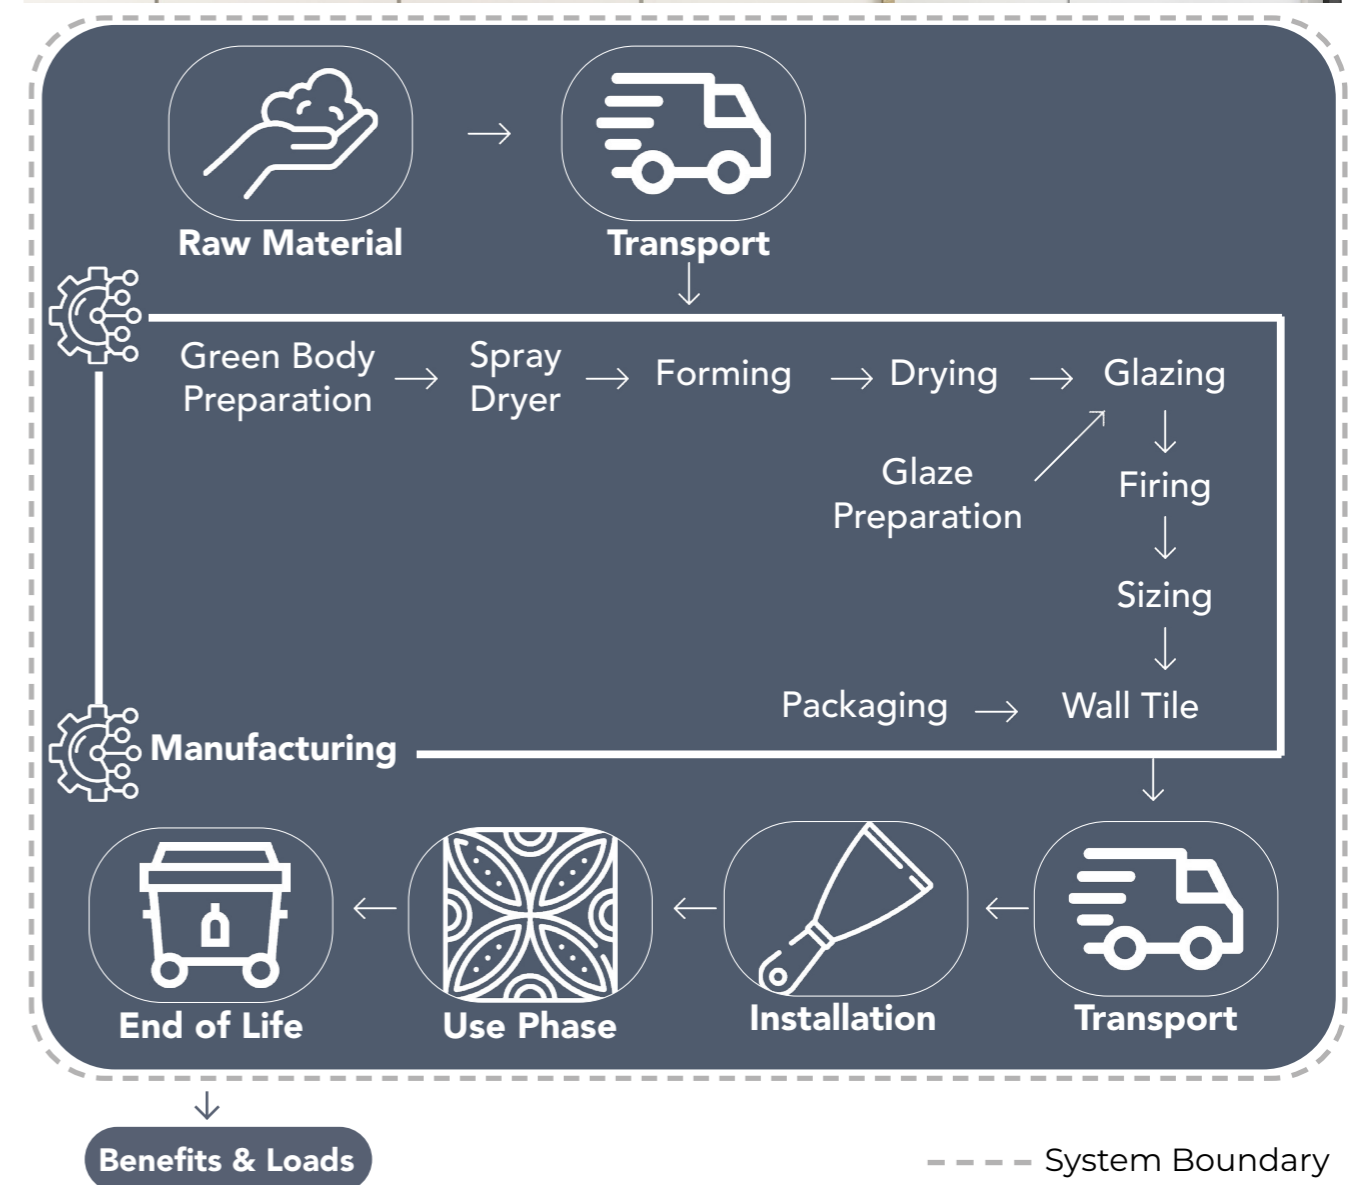 Raw Material
Transport
Green Body
Preparation
Spray
Dryer
Forming
Drying
Glazing
Glaze
Preparation
Firing
Sizing
Packaging
Wall Tile
Manufacturing
End of Life
Use Phase
Installation
Transport
Benefits & Loads
System Boundary